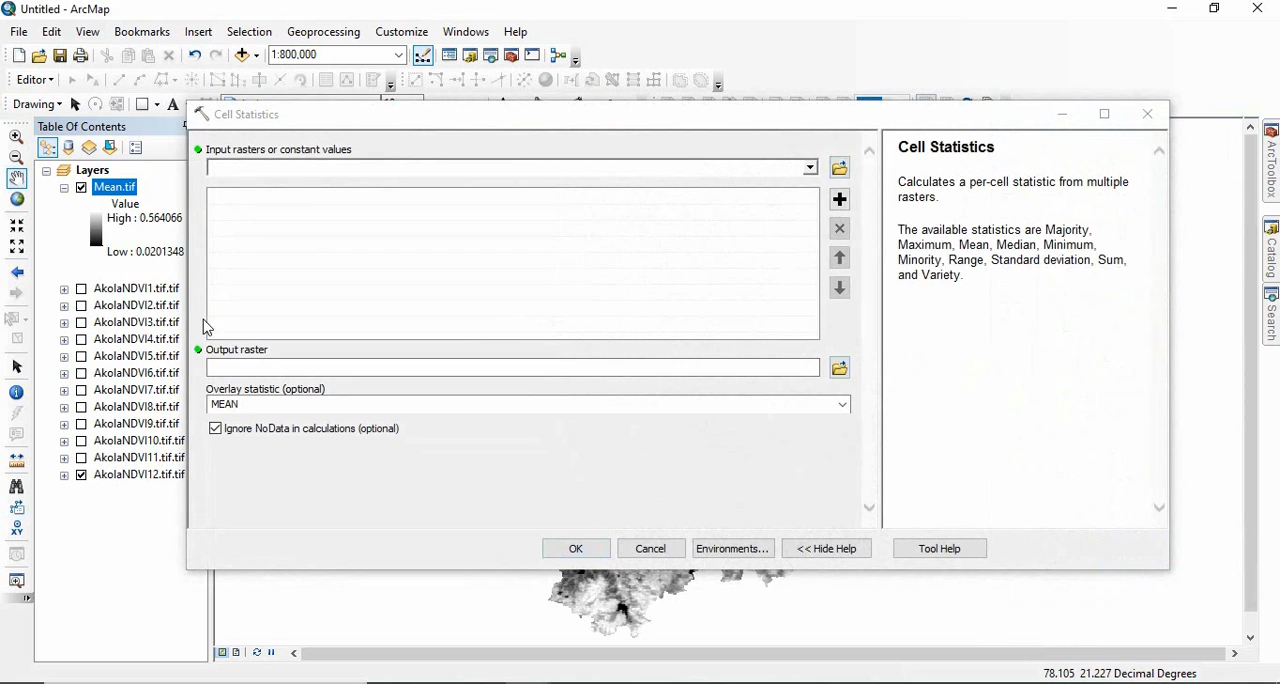 Untitled - ArcMap
File Edit View Bookmarks Insert Selection Geoprocessing Customize Windows Help
1:800,000
Editor
Drawing
A
Table Of Contents
Layers
Mean.tif
Value
High : 0.564066
Low : 0.0201348
AkolaNDVI1.tif.tif
AkolaNDVI2.tif.tif
AkolaNDVI3.tif.tif
AkolaNDVI4.tif.tif
AkolaNDVI5.tif.tif
AkolaNDVI6.tif.tif
AkolaNDVI7.tif.tif
AkolaNDVI8.tif.tif
AkolaNDVI9.tif.tif
AkolaNDVI10.tif.tif
AkolaNDVI11.tif.tif
AkolaNDVI12.tif.tif
XY
Cell Statistics
Input rasters or constant values
Output raster
Overlay statistic (optional)
MEAN
Ignore NoData in calculations (optional)
OK Cancel Environments... << Hide Help Tool Help
Cell Statistics
Calculates a per-cell statistic from multiple
rasters.
The available statistics are Majority,
Maximum, Mean, Median, Minimum,
Minority, Range, Standard deviation, Sum,
and Variety.
ArcToolbox
Catalog
Search
78.105 21.227 Decimal Degrees